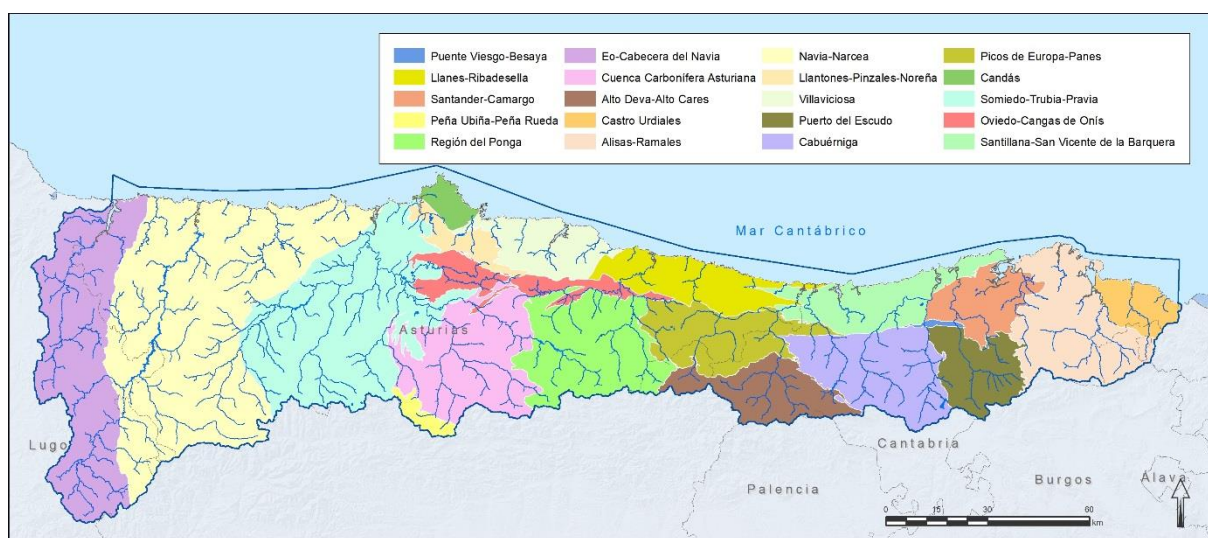 Puente Viesgo-Besaya
Eo-Cabecera del Navia
Navia-Narcea
Picos de Europa-Panes
Llanes-Ribadesella
Cuenca Carbonífera Asturiana
Llantones-Pinzales-Noreña
Candás
Santander-Camargo
Alto Deva-Alto Cares
Villaviciosa
Somiedo-Trubia-Pravia
Peña Ubiña-Peña Rueda
Castro Urdiales
Puerto del Escudo
Oviedo-Cangas de Onís
Región del Ponga
Alisas-Ramales
Cabuérniga
Santillana-San Vicente de la Barquera
Mar Cantábrico
Asturias
Lugo
Cantabria
Palencia
Burgos
Álava
0 15 30 60
km